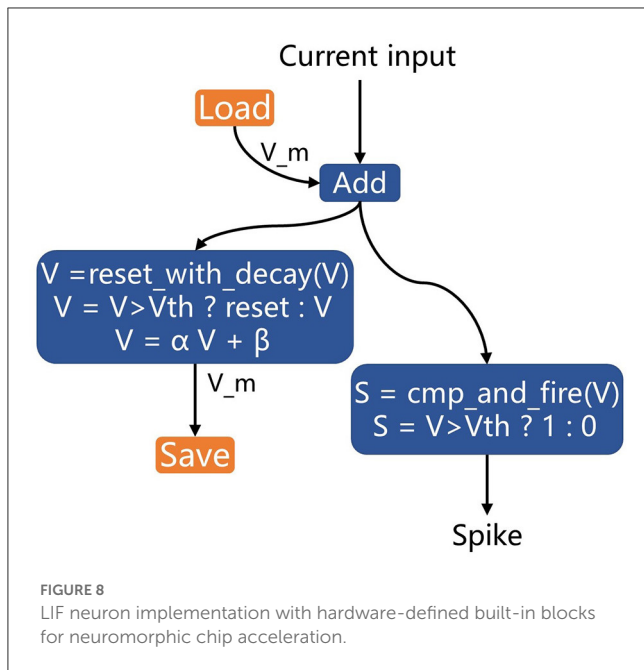 Current input
Load
V_m
Add
V =reset_with_decay(V)
V = V>Vth ? reset : V
V = α V + β
V_m
Save
S = cmp_and_fire(V)
S = V>Vth ? 1 : 0
Spike
FIGURE 8
LIF neuron implementation with hardware-defined built-in blocks
for neuromorphic chip acceleration.